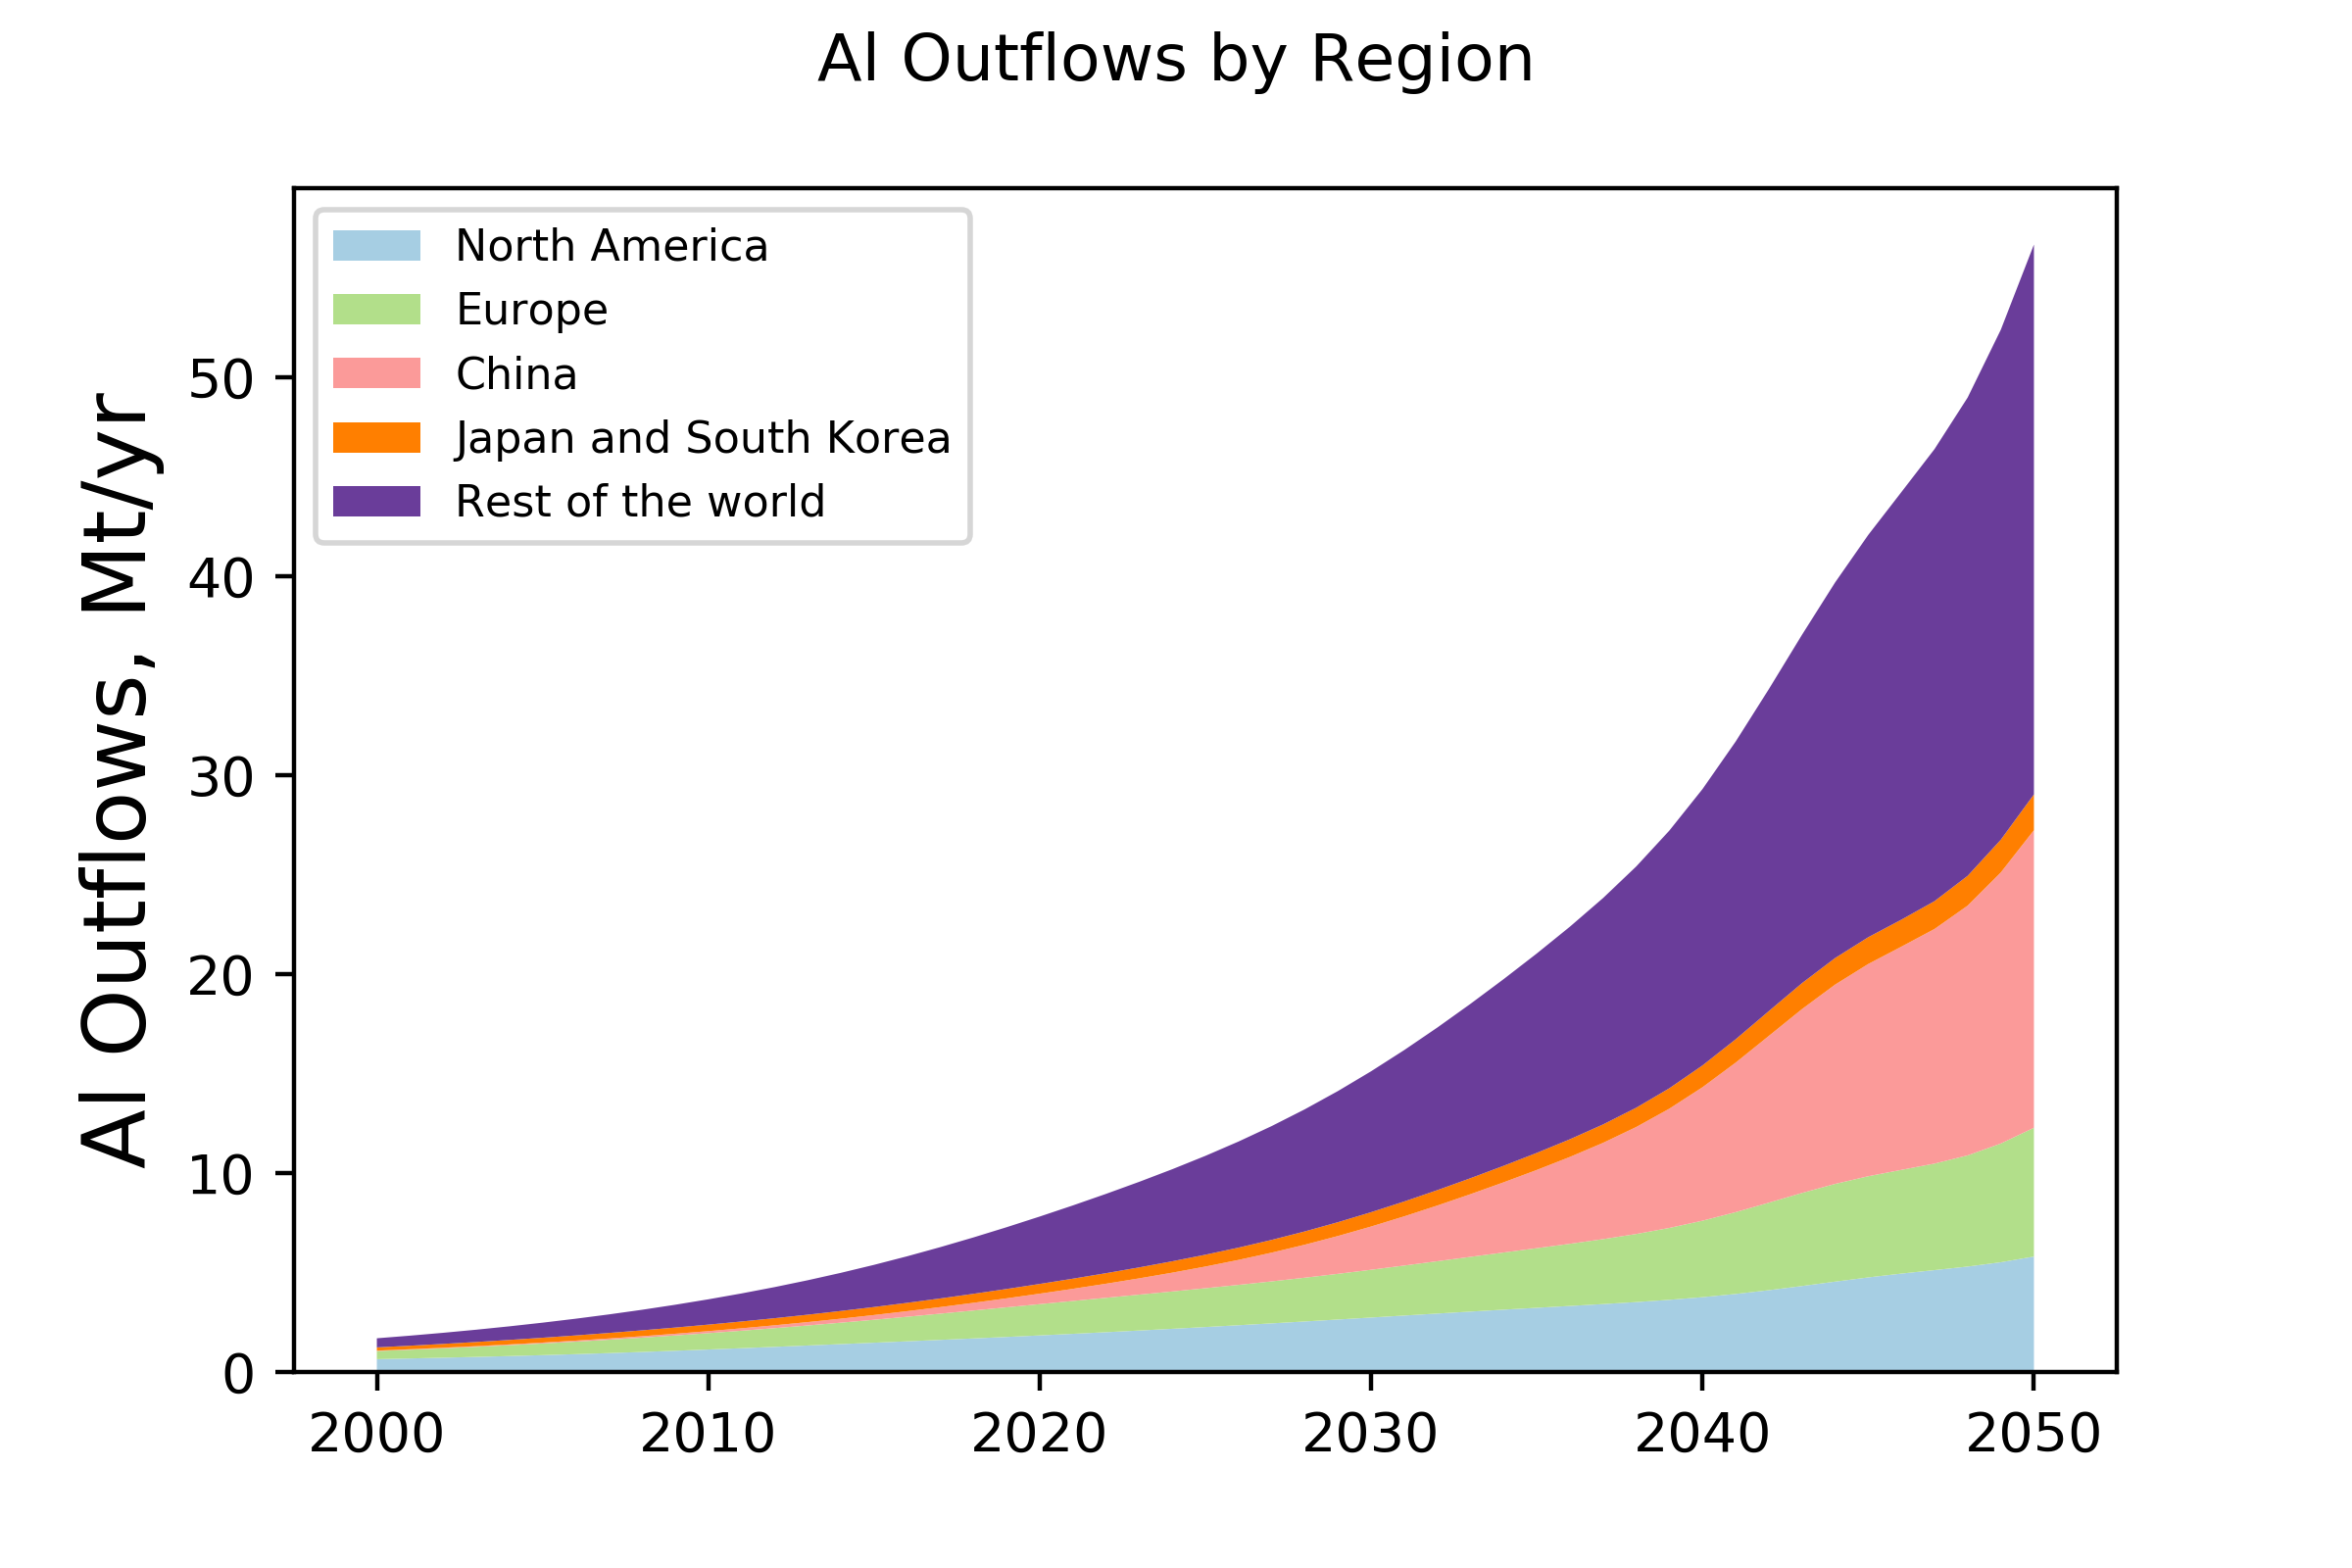 Al Outflows by Region
North America
Europe
China
Japan and South Korea
Rest of the world
Al Outflows, Mt/yr
50
40
30
20
10
0
2000 2010 2020 2030 2040 2050